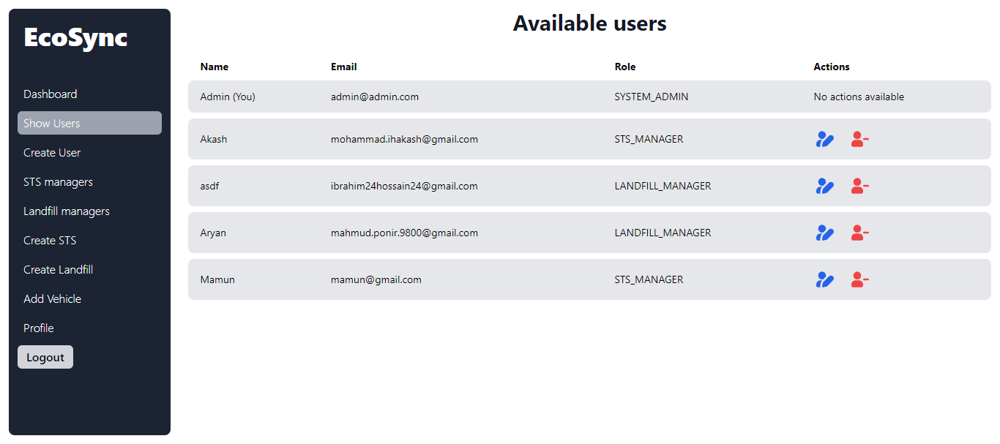 EcoSync
Dashboard
Show Users
Create User
STS managers
Landfill managers
Create STS
Create Landfill
Add Vehicle
Profile
Logout
Available users
Name Email Role Actions
Admin (You) admin@admin.com SYSTEM_ADMIN No actions available
Akash mohammad.ihakash@gmail.com STS_MANAGER
asdf ibrahim24hossain24@gmail.com LANDFILL_MANAGER
Aryan mahmud.ponir.9800@gmail.com LANDFILL_MANAGER
Mamun mamun@gmail.com STS_MANAGER